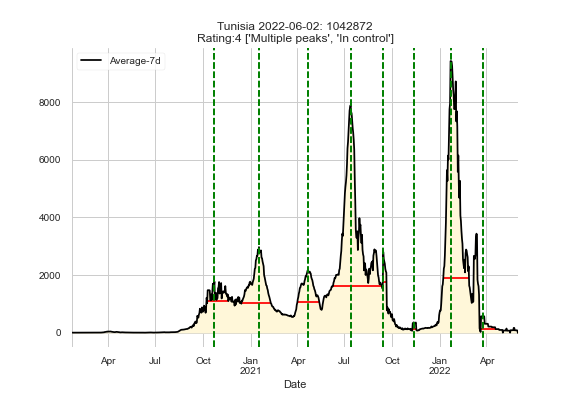 Tunisia 2022-06-02: 1042872
Rating:4 ['Multiple peaks', 'In control']
Average-7d
8000
6000
4000
2000
0
Apr
Jul
Oct
Jan
2021
Apr
Jul
Oct
Jan
2022
Apr
Date